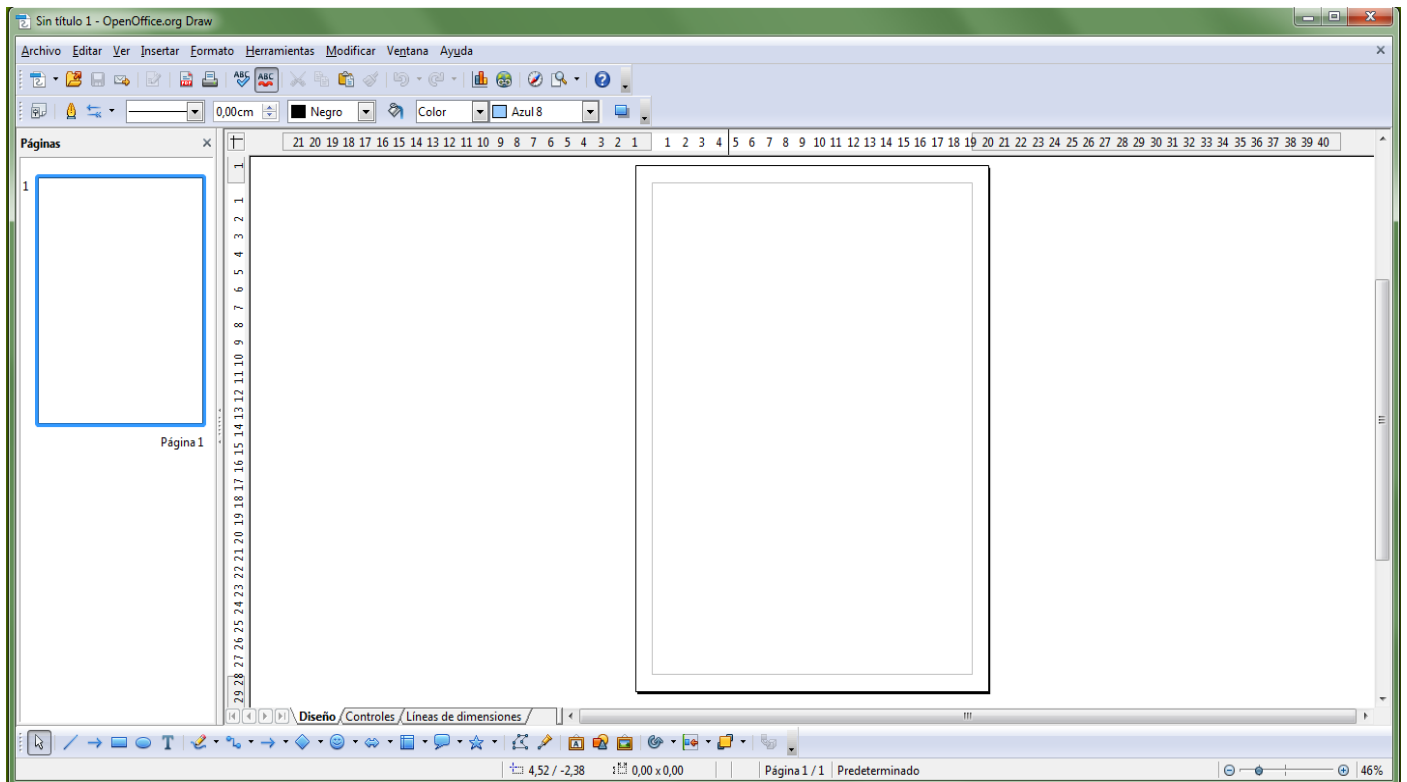 Sin título 1 - OpenOffice.org Draw
Archivo Editar Ver Insertar Formato Herramientas Modificar Ventana Ayuda
ABC ABC
0,00cm Negro Color Azul 8
Páginas
21 20 19 18 17 16 15 14 13 12 11 10 9 8 7 6 5 4 3 2 1 1 2 3 4 5 6 7 8 9 10 11 12 13 14 15 16 17 18 19 20 21 22 23 24 25 26 27 28 29 30 31 32 33 34 35 36 37 38 39 40
1
Página 1
1 1 2 3 4 5 6 7 8 9 10 11 12 13 14 15 16 17 18 19 20 21 22 23 24 25 26 27 28 29
Diseño Controles Líneas de dimensiones
T
4,52 / -2,38 0,00 x 0,00 Página 1 / 1 Predeterminado 46%